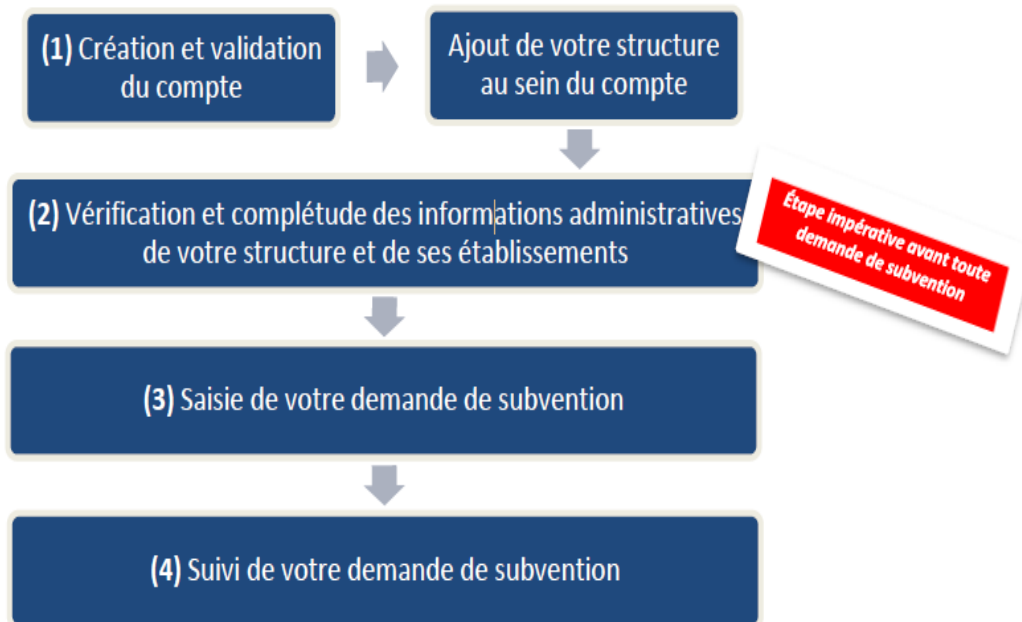 (1) Création et validation
du compte
Ajout de votre structure
au sein du compte
(2) Vérification et complétude des informations administratives
de votre structure et de ses établissements
Étape impérative avant toute
demande de subvention
(3) Saisie de votre demande de subvention
(4) Suivi de votre demande de subvention